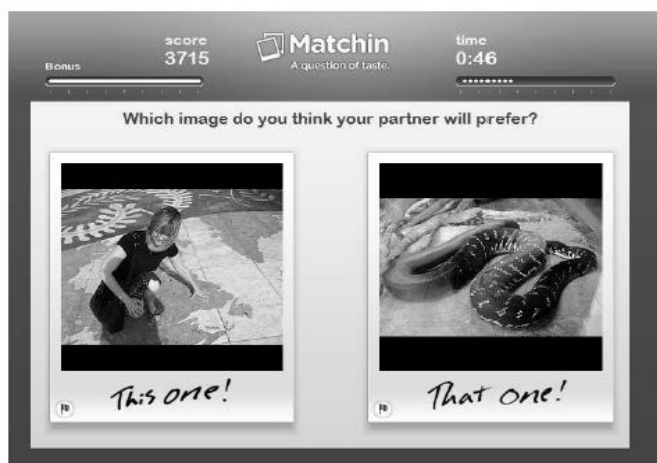 score
3715
Bonus
Matchin
A question of taste.
time
0:46
Which image do you think your partner will prefer?
This one!
That one!